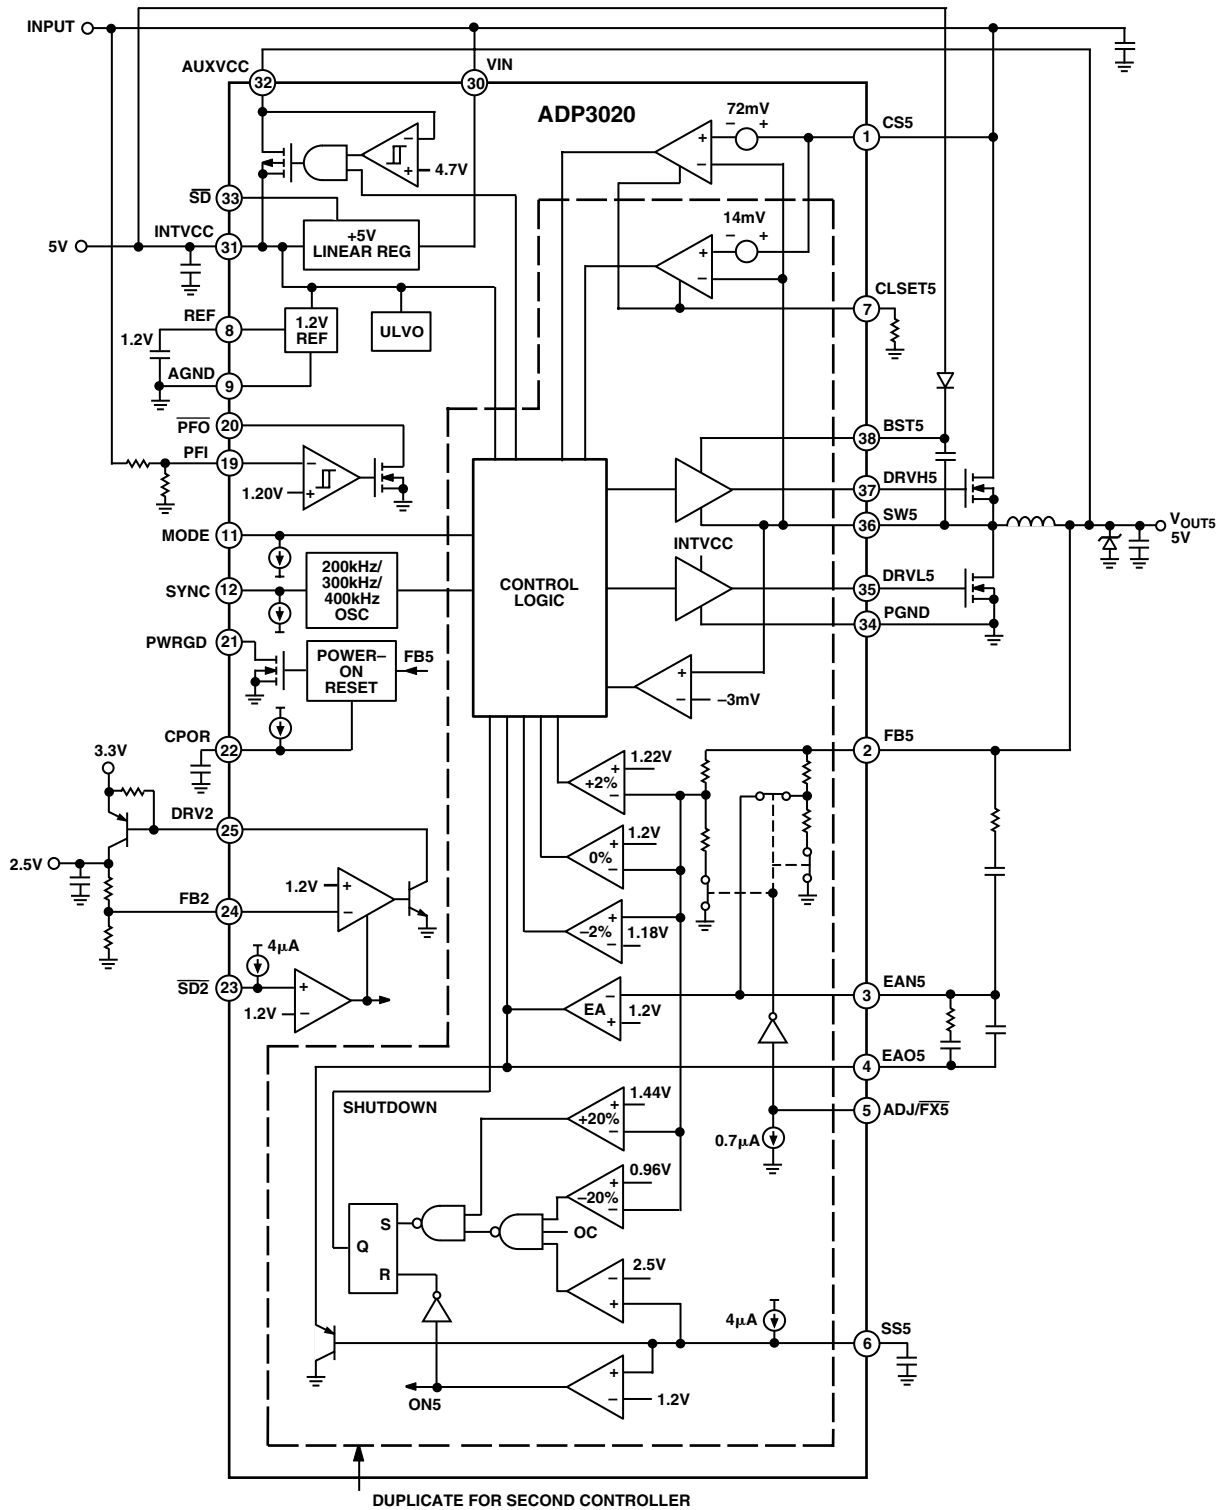 INPUT
AUXVCC
32
VIN
30
ADP3020
72mV
–
+
1
CS5
+
–
–
+
4.7V
SD
33
INTVCC
5V
31
+5V
LINEAR REG
14mV
–
+
+
–
CLSET5
7
REF
8
1.2V
1.2V
REF
ULVO
AGND
9
PFO
20
PFI
19
–
+
1.20V
38
BST5
37
DRVH5
36
SW5
VOUT5
5V
MODE
11
SYNC
12
200kHz/
300kHz/
400kHz
OSC
CONTROL
LOGIC
INTVCC
35
DRVL5
34
PGND
PWRGD
21
POWER–
ON
RESET
FB5
+
–
–3mV
CPOR
22
2
FB5
3.3V
DRV2
25
2.5V
+
+2%
–
1.22V
+
0%
–
1.2V
1.2V
+
–
FB2
24
+
–2%
–
1.18V
4µA
SD2
23
+
–
1.2V
–
EA
+
1.2V
3
EAN5
4
EAO5
SHUTDOWN
+
+20%
–
1.44V
5
ADJ/FX5
0.7µA
+
–20%
–
0.96V
S
Q
R
OC
–
+
2.5V
4µA
6
SS5
ON5
+
–
1.2V
DUPLICATE FOR SECOND CONTROLLER